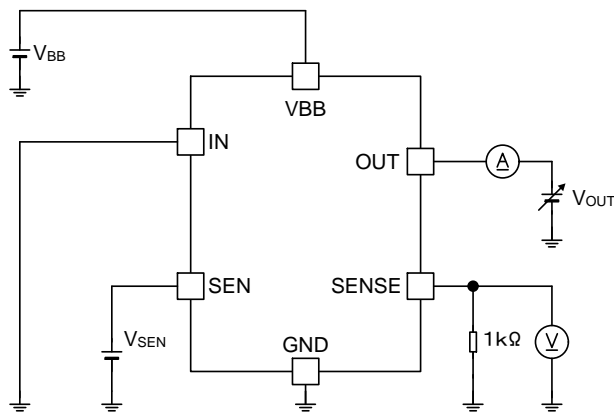 VBB
VBB
IN
OUT
A
VOUT
SEN
SENSE
VSEN
GND
1kΩ
V